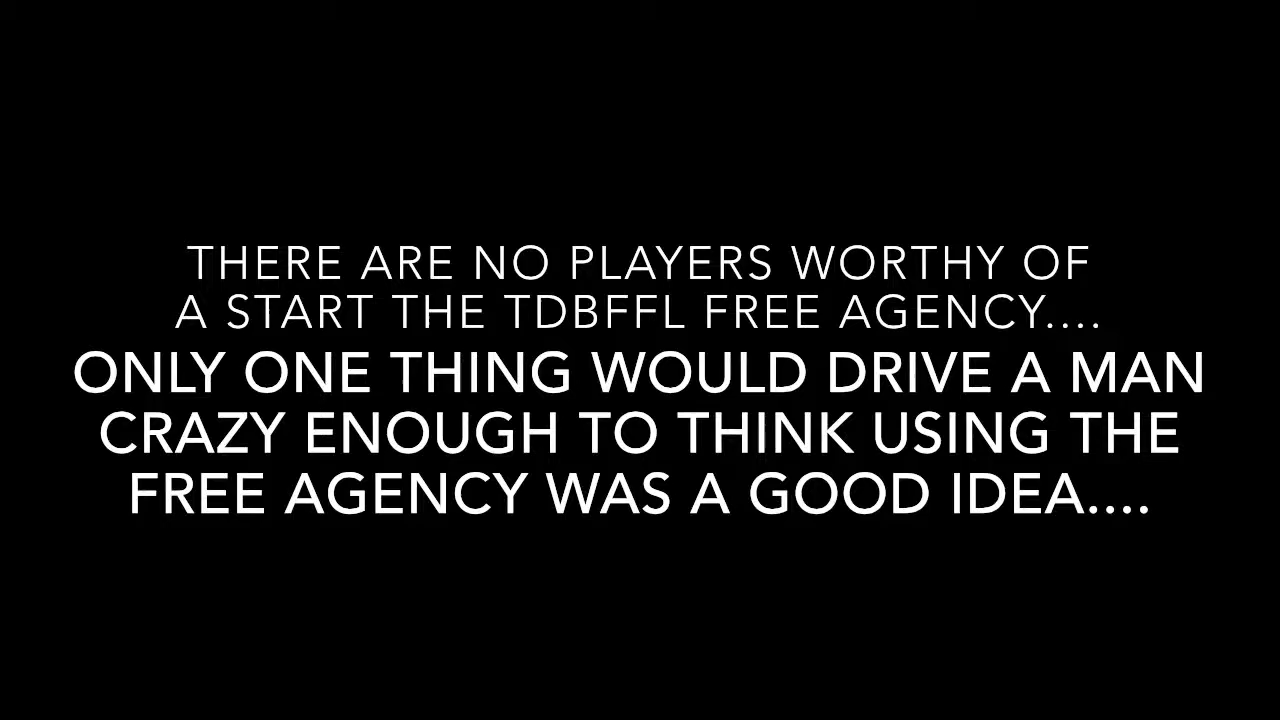 THERE ARE NO PLAYERS WORTHY OF
A START THE TDBFFL FREE AGENCY....
ONLY ONE THING WOULD DRIVE A MAN
CRAZY ENOUGH TO THINK USING THE
FREE AGENCY WAS A GOOD IDEA....